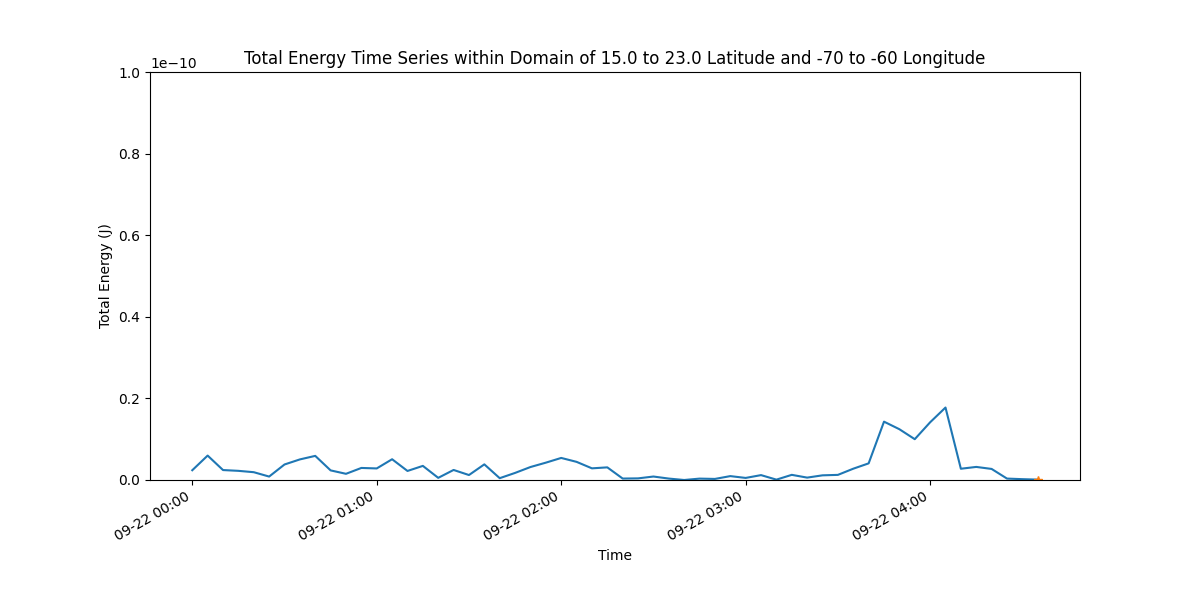 Total Energy Time Series within Domain of 15.0 to 23.0 Latitude and -70 to -60 Longitude
1e−10
1.0
0.8
0.6
0.4
0.2
0.0
Total Energy (J)
09-22 00:00
09-22 01:00
09-22 02:00
09-22 03:00
09-22 04:00
Time